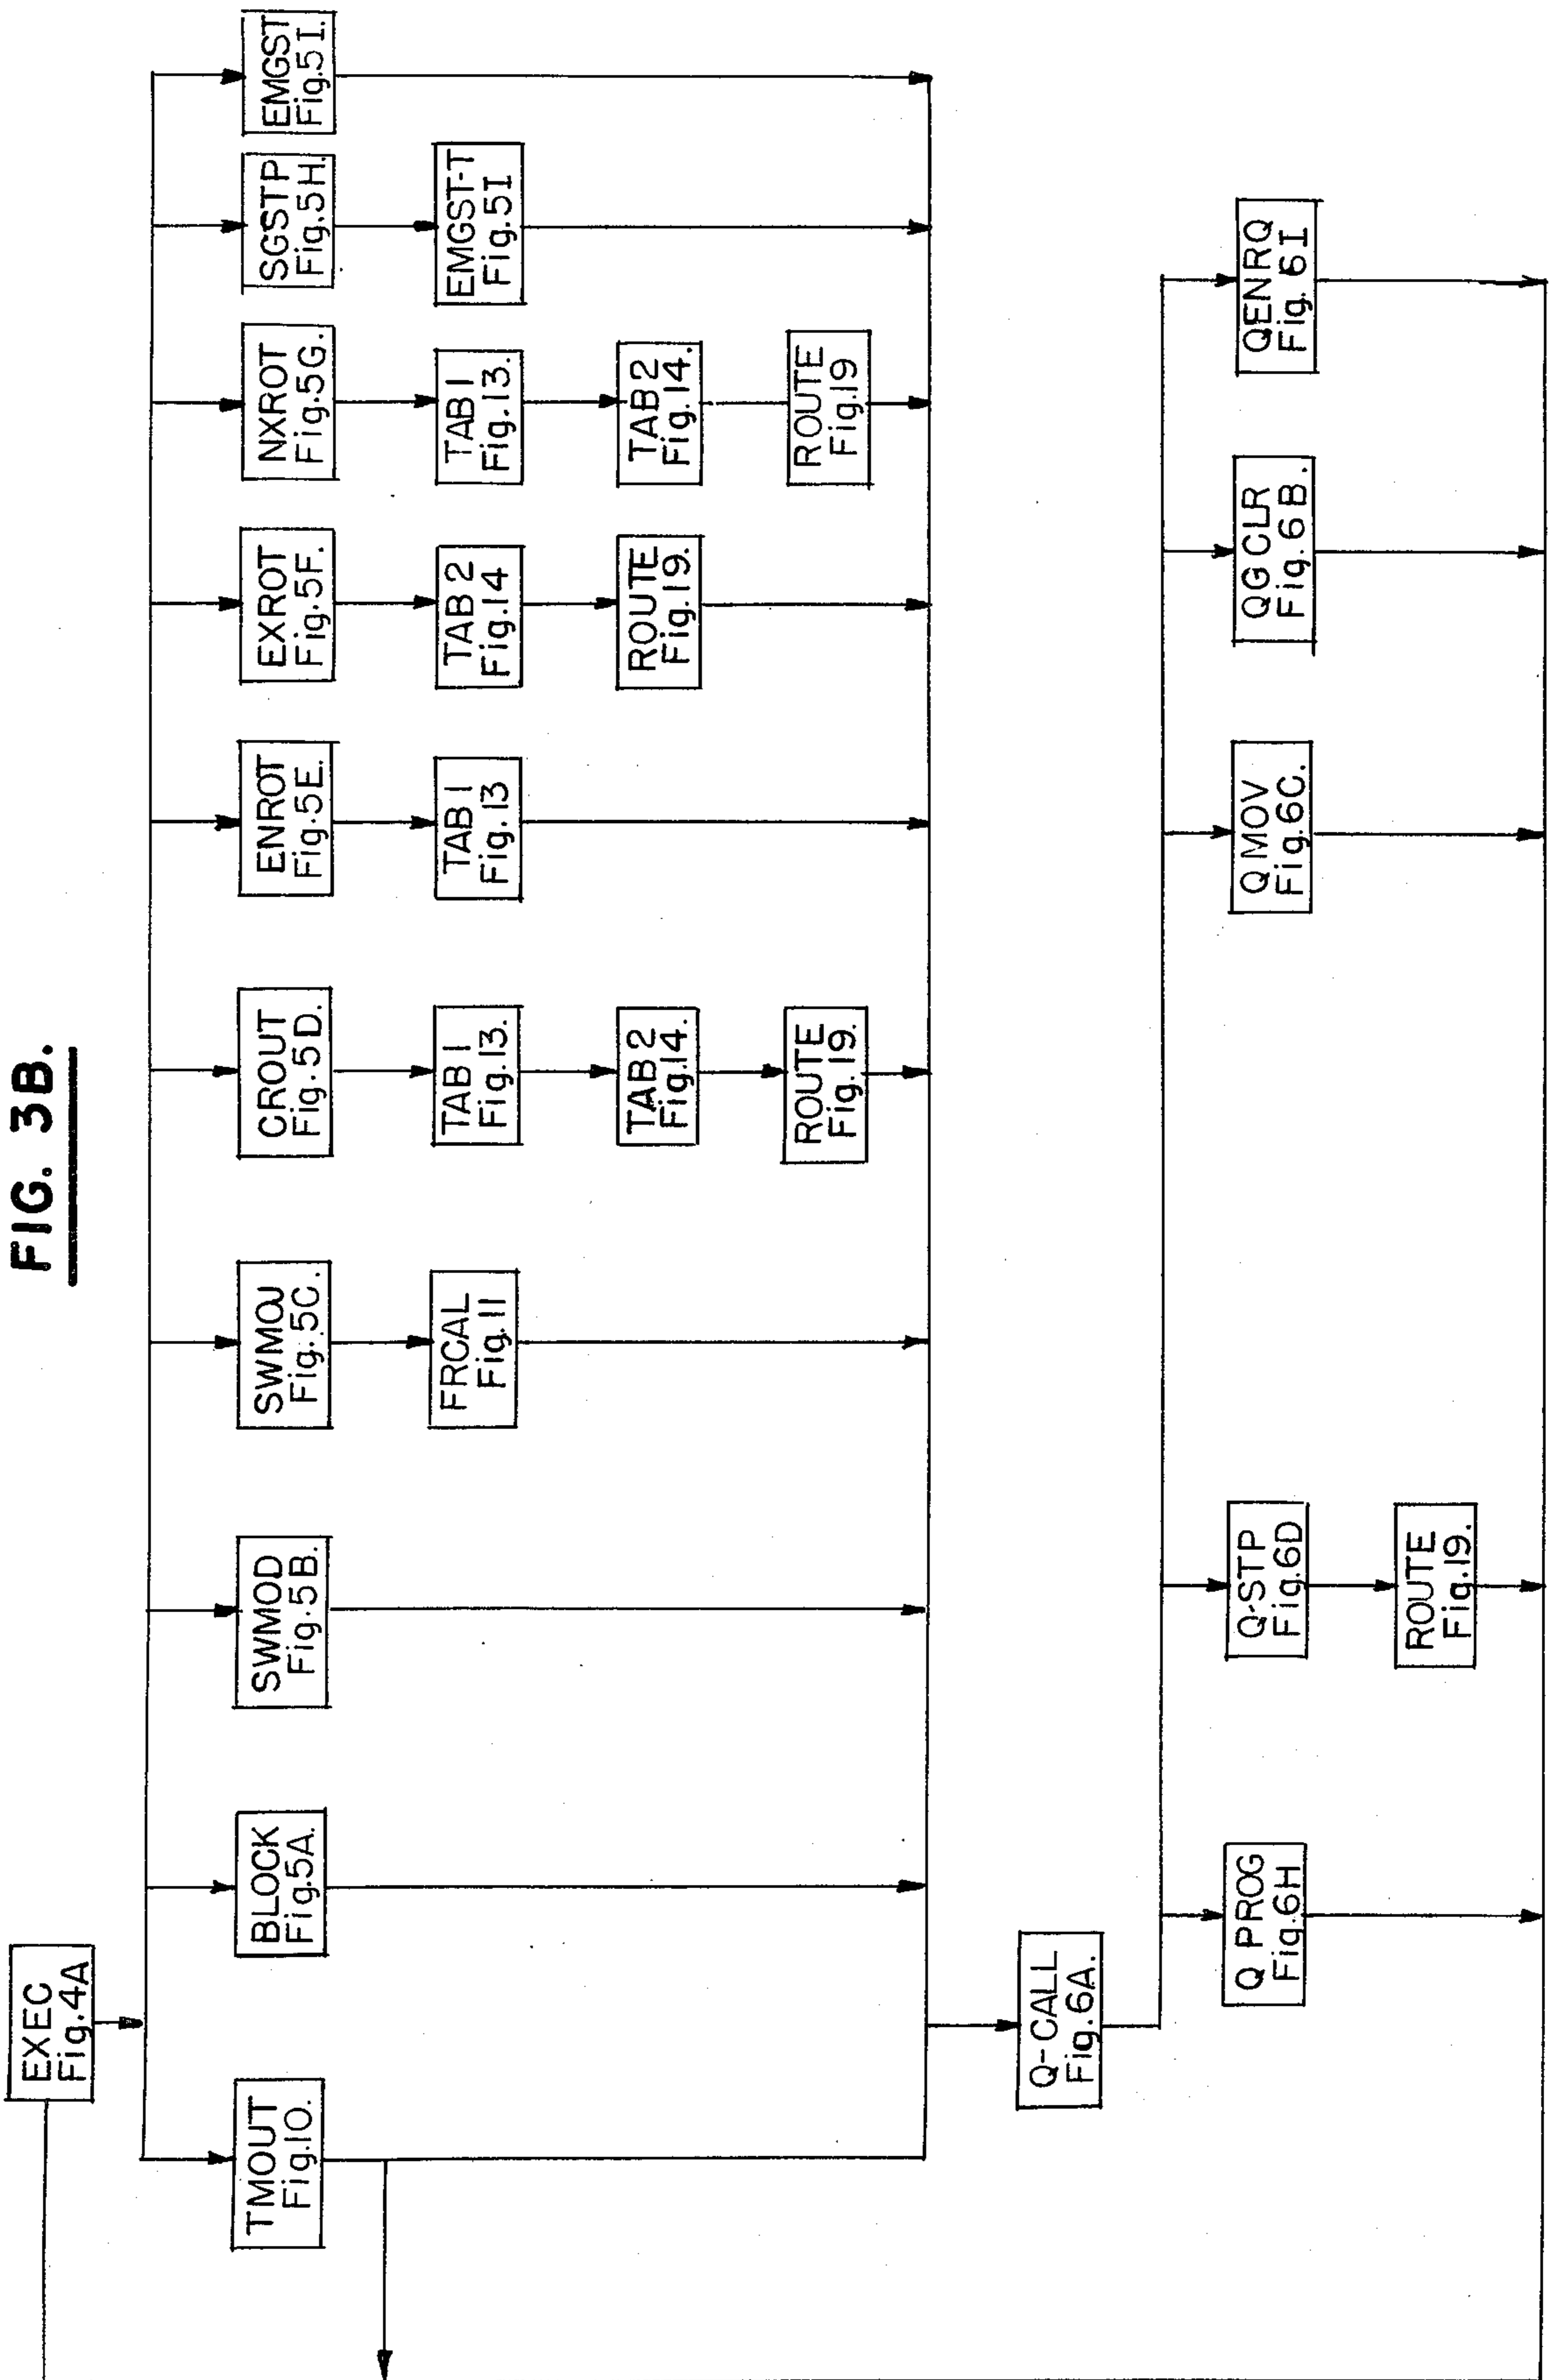 FIG. 3B.
EXEC
Fig.4A
TMOUT
Fig.10.
BLOCK
Fig.5A.
SWMOD
Fig.5B.
SWMOJ
Fig.5C.
CROUT
Fig.5D.
ENROT
Fig.5E.
EXROT
Fig.5F.
NXROT
Fig.5G.
SGSTP
Fig.5H.
EMGST
Fig.5I.
FRCAL
Fig.11
TAB 1
Fig.13.
TAB 1
Fig.13
TAB 2
Fig.14
TAB 1
Fig.13.
EMGST-T
Fig.5I
TAB 2
Fig.14.
ROUTE
Fig.19.
TAB 2
Fig.14.
ROUTE
Fig.19.
ROUTE
Fig.19
Q-CALL
Fig.6A.
Q PROG
Fig.6H
Q-STP
Fig.6D
Q MOV
Fig.6C.
QG CLR
Fig.6B.
QENRQ
Fig.6I
ROUTE
Fig.19.